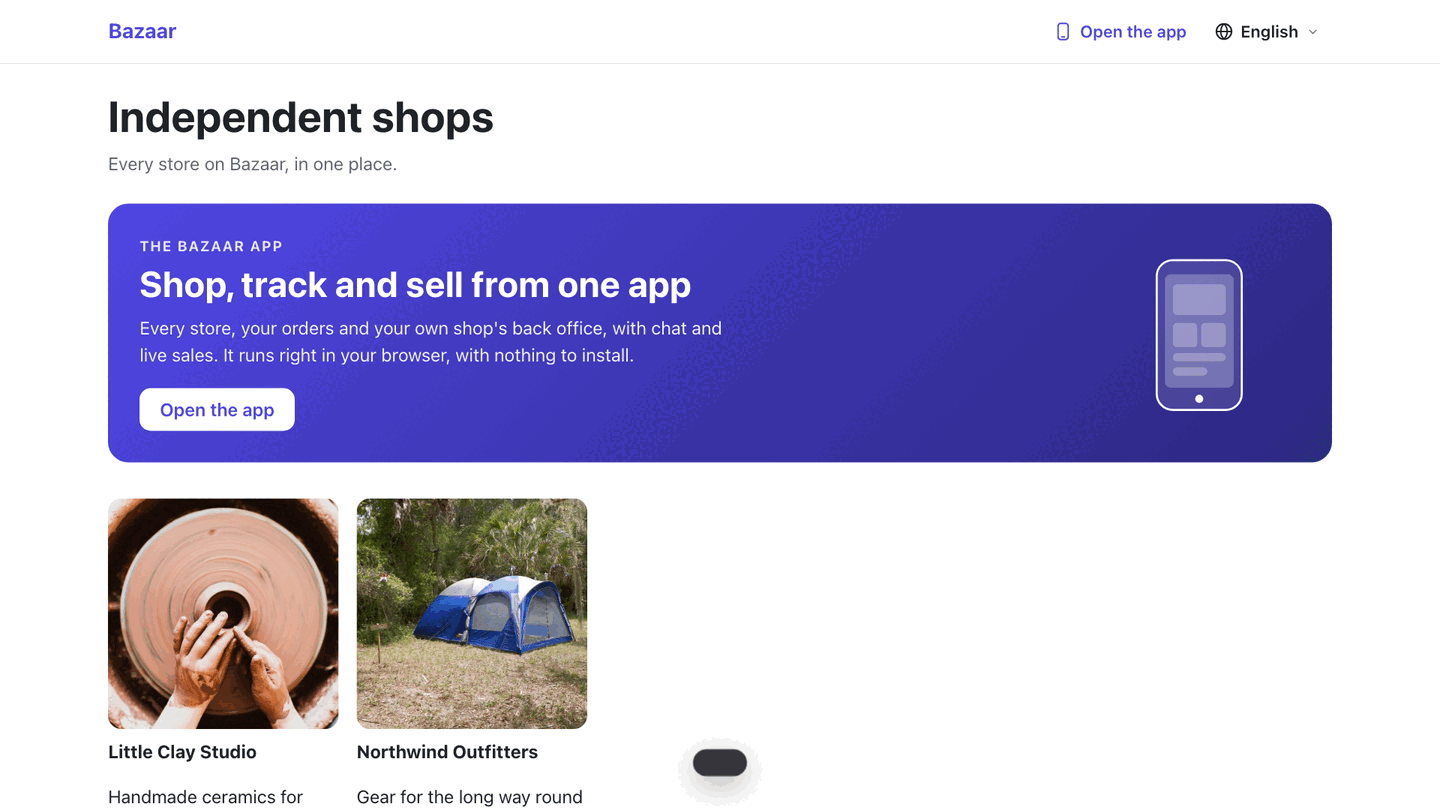 Bazaar
Open the app
English
Independent shops
Every store on Bazaar, in one place.
THE BAZAAR APP
Shop, track and sell from one app
Every store, your orders and your own shop's back office, with chat and
live sales. It runs right in your browser, with nothing to install.
Open the app
Little Clay Studio
Northwind Outfitters
Handmade ceramics for
Gear for the long way round